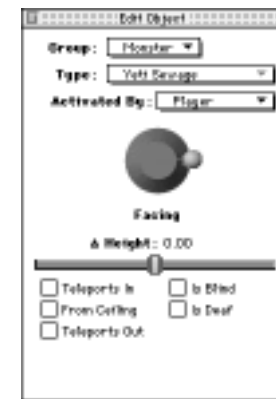 Edit Object
Group: Monster
Type: Yeti Sewage
Activated By: Player
Facing
Δ Height: 0.00
Teleports In
Is Blind
From Ceiling
Is Deaf
Teleports Out